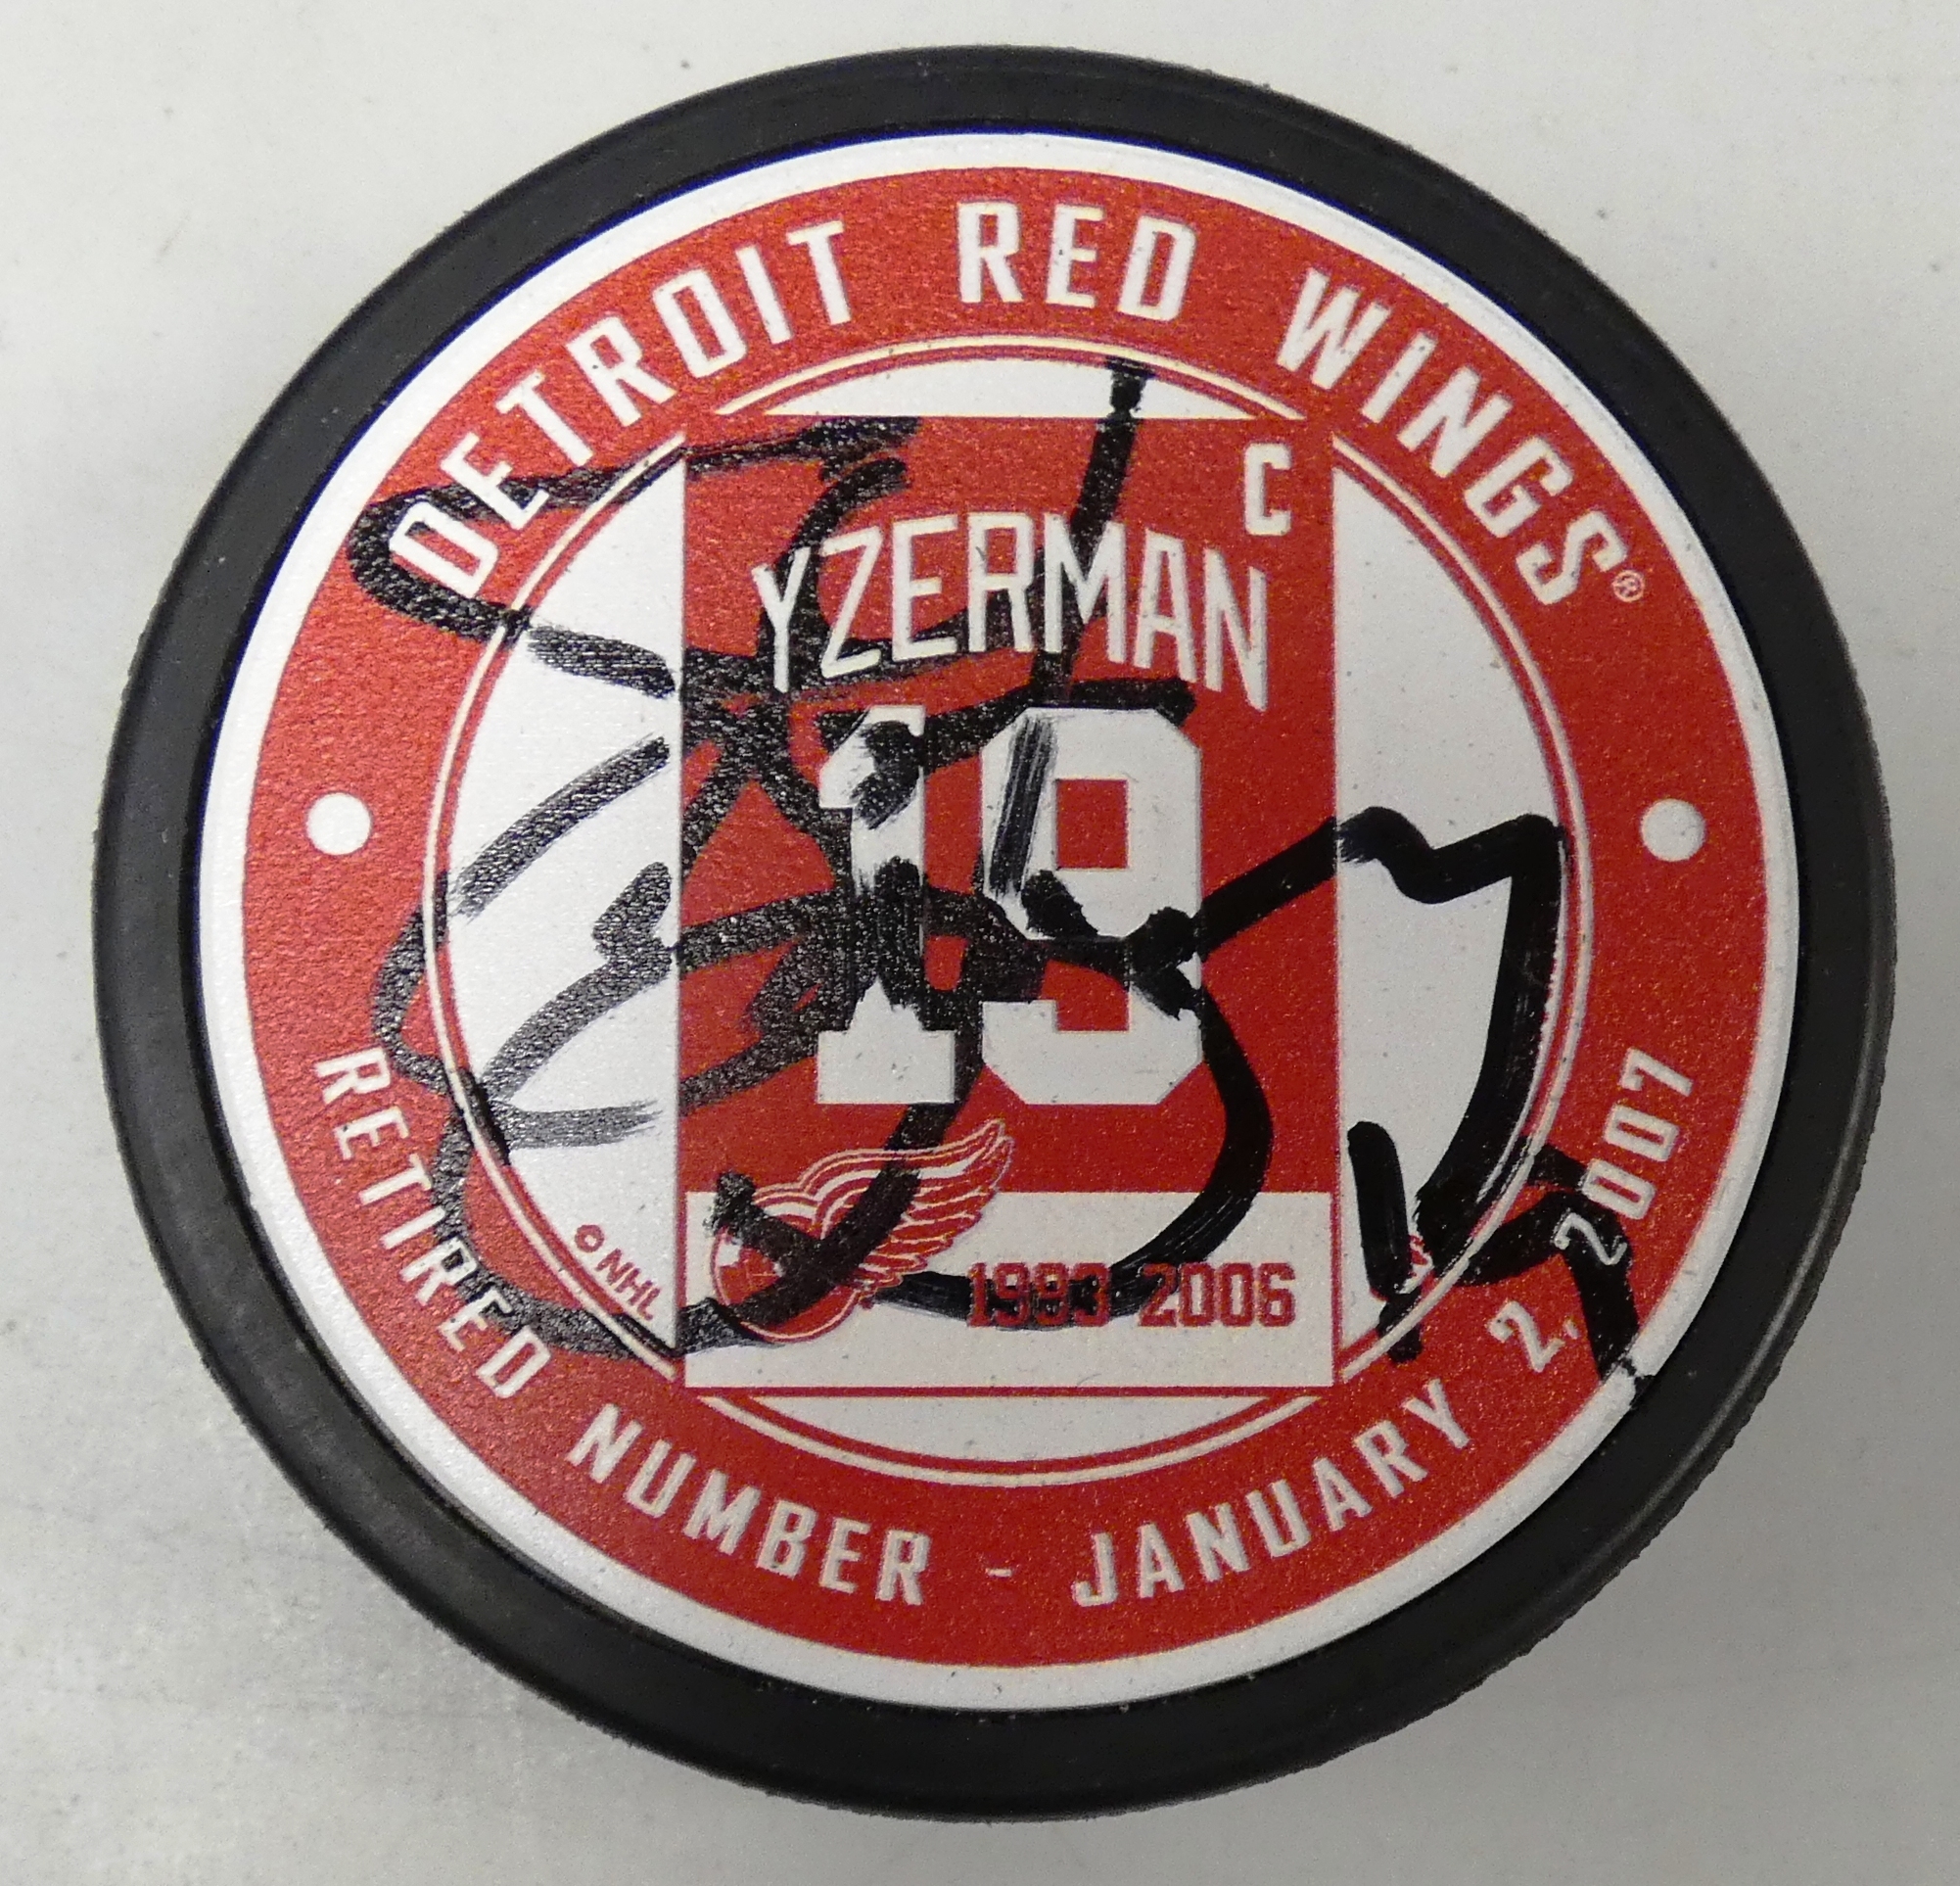 DETROIT RED WINGS®
C
YZERMAN
19
1983-2006
© NHL
RETIRED NUMBER - JANUARY 2, 2007